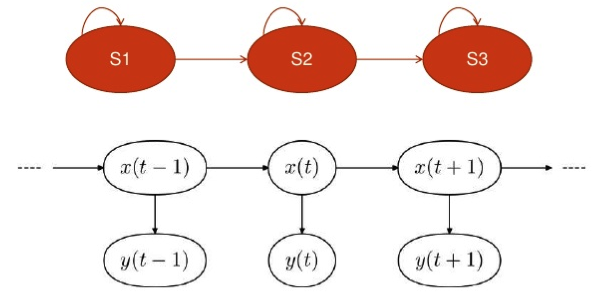 S1 S2 S3
x(t − 1) x(t) x(t + 1)
y(t − 1) y(t) y(t + 1)